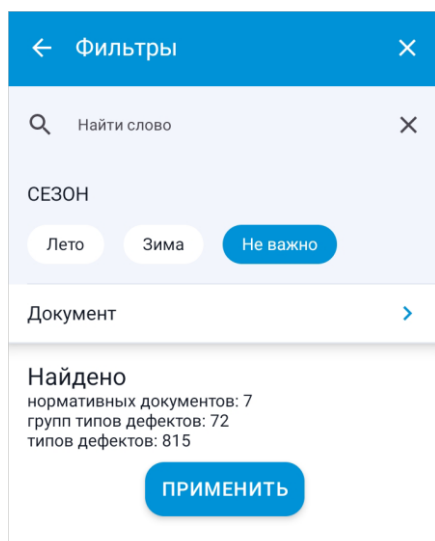 Фильтры
Найти слово
СЕЗОН
Лето Зима Не важно
Документ
Найдено
нормативных документов: 7
групп типов дефектов: 72
типов дефектов: 815
ПРИМЕНИТЬ